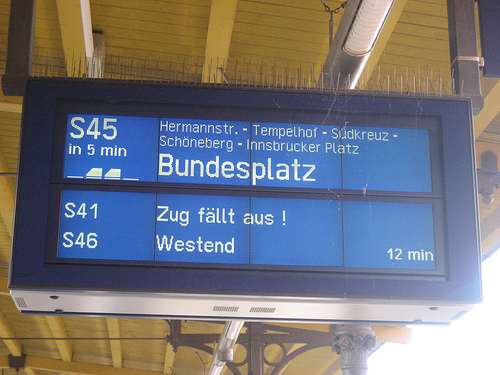 S45 Hermannstr. - Tempelhof - Südkreuz -
in 5 min Schöneberg - Innsbrucker Platz
Bundesplatz
S41 Zug fällt aus !
S46 Westend 12 min